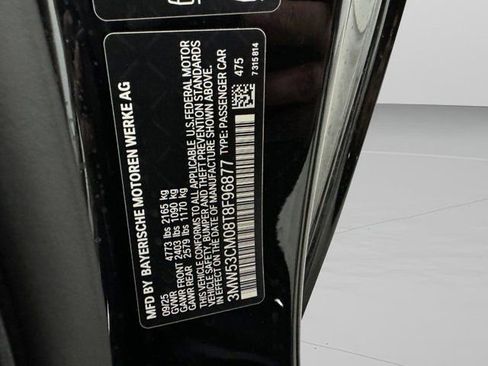 MFD BY BAYERISCHE MOTOREN WERKE AG
09/25
GVWR 4773 lbs 2165 kg
GAWR FRONT 2403 lbs 1090 kg
GAWR REAR 2579 lbs 1170 kg
THIS VEHICLE CONFORMS TO ALL APPLICABLE U.S.FEDERAL MOTOR
VEHICLE SAFETY, BUMPER AND THEFT PREVENTION STANDARDS
IN EFFECT ON THE DATE OF MANUFACTURE SHOWN ABOVE.
3MW53CM08T8F96877 TYPE: PASSENGER CAR
475
7 315 814